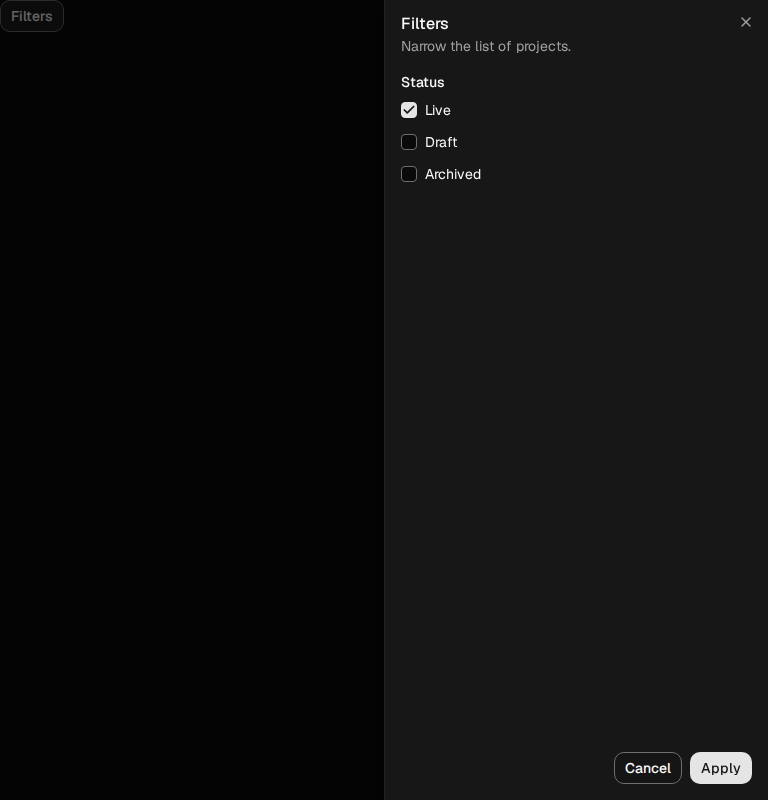 Filters
Filters
Narrow the list of projects.
Status
Live
Draft
Archived
Cancel
Apply